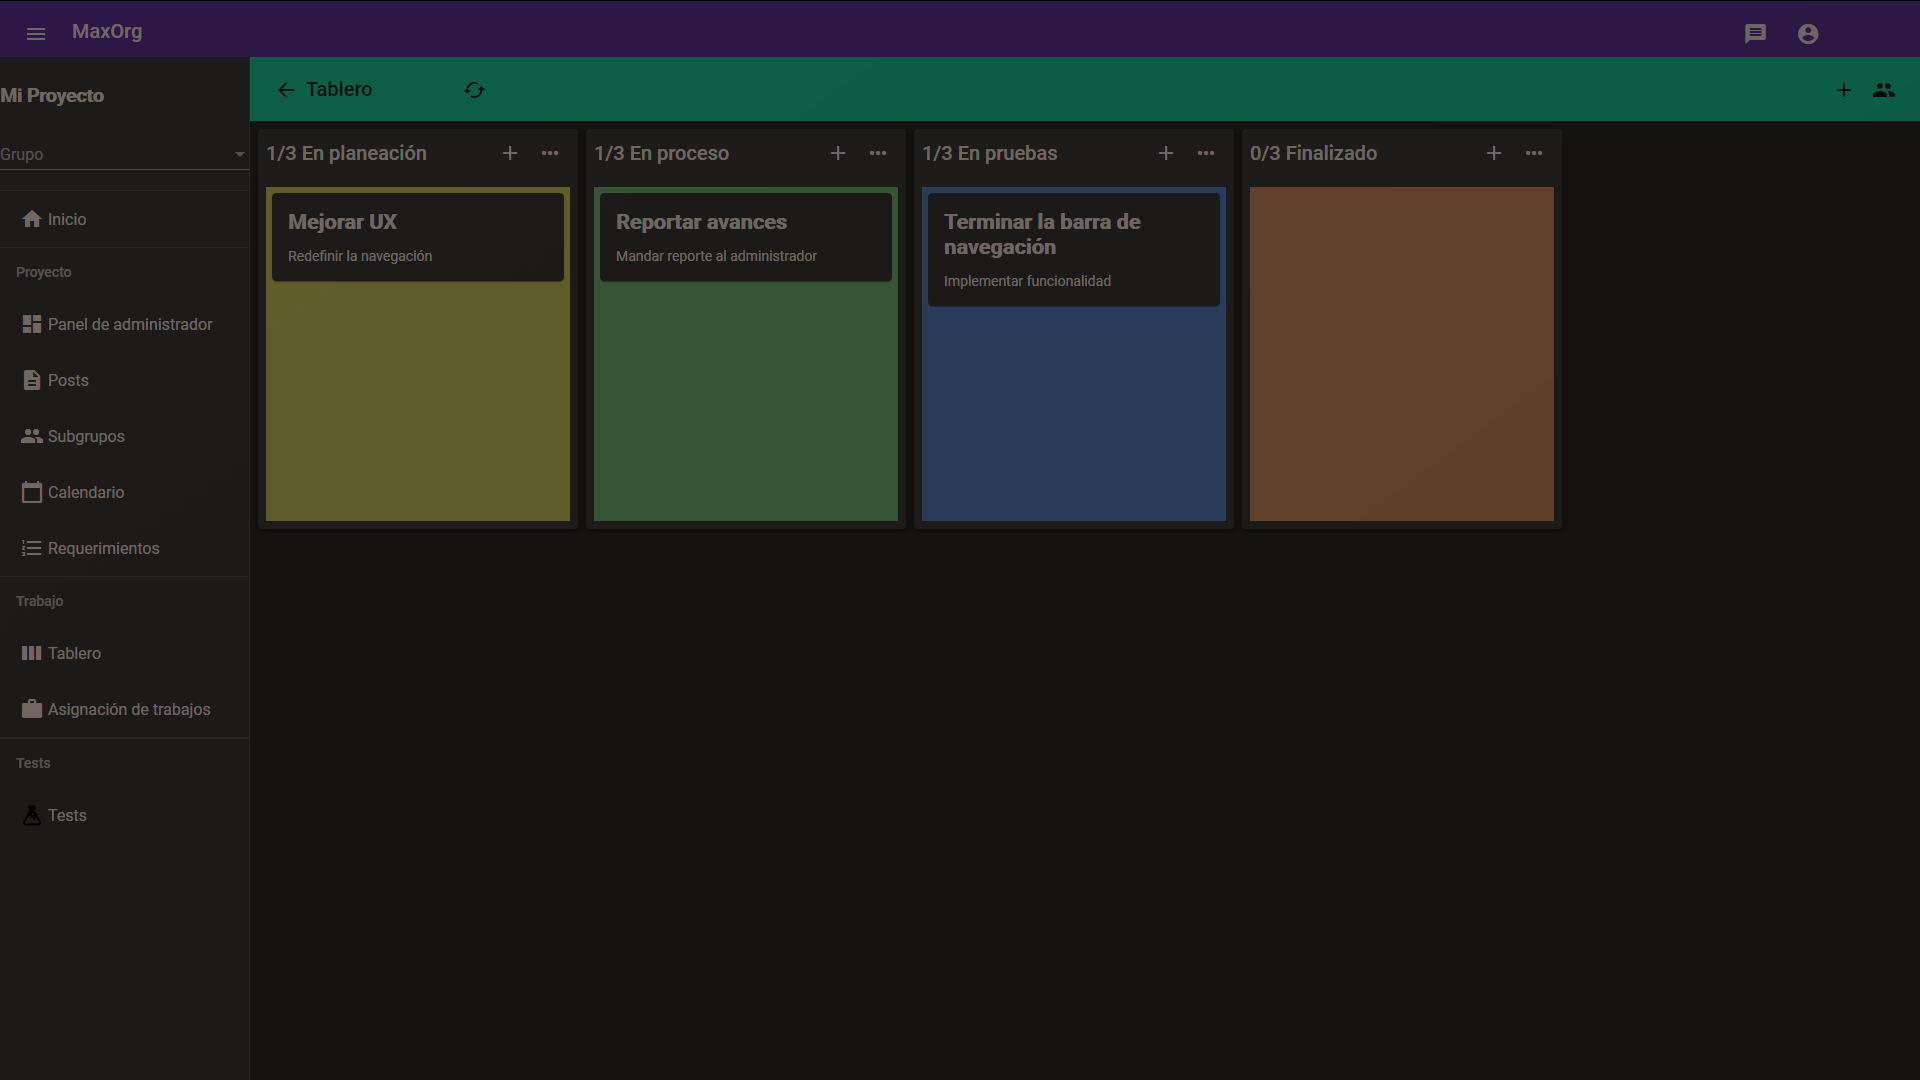 MaxOrg
Mi Proyecto
Grupo
Inicio
Proyecto
Panel de administrador
Posts
Subgrupos
Calendario
Requerimientos
Trabajo
Tablero
Asignación de trabajos
Tests
Tests
Tablero
1/3 En planeación
Mejorar UX
Redefinir la navegación
1/3 En proceso
Reportar avances
Mandar reporte al administrador
1/3 En pruebas
Terminar la barra de
navegación
Implementar funcionalidad
0/3 Finalizado